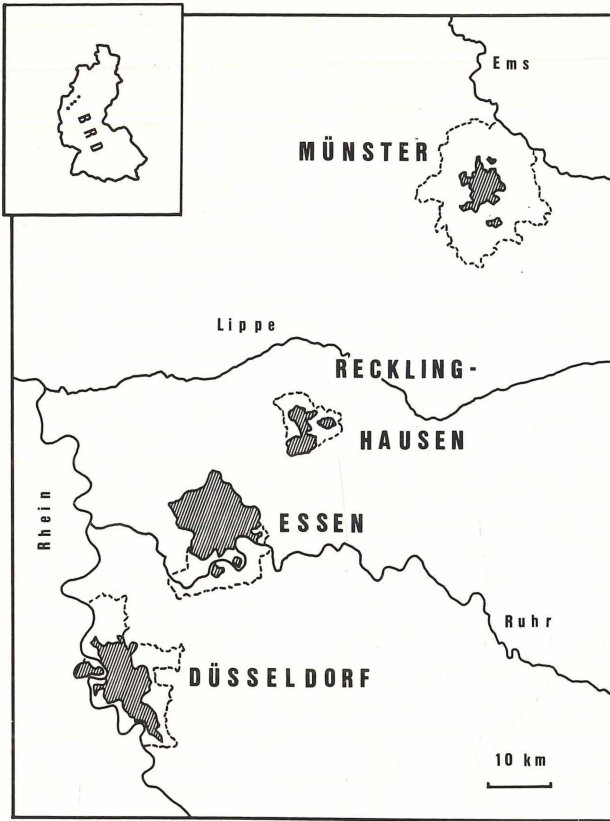 BRD
Ems
MÜNSTER
Lippe
RECKLING-
HAUSEN
Rhein
ESSEN
Ruhr
DÜSSELDORF
10 km